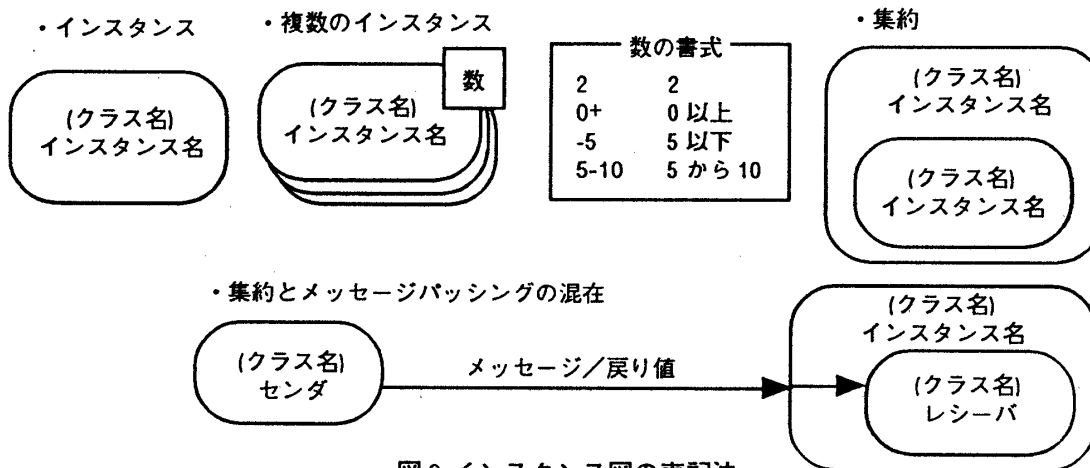 ・インスタンス
(クラス名)
インスタンス名
・複数のインスタンス
数
(クラス名)
インスタンス名
数の書式
2 2
0+ 0 以上
-5 5 以下
5-10 5 から 10
・集約
(クラス名)
インスタンス名
(クラス名)
インスタンス名
・集約とメッセージパッシングの混在
(クラス名)
センダ
メッセージ／戻り値
(クラス名)
インスタンス名
(クラス名)
レシーバ